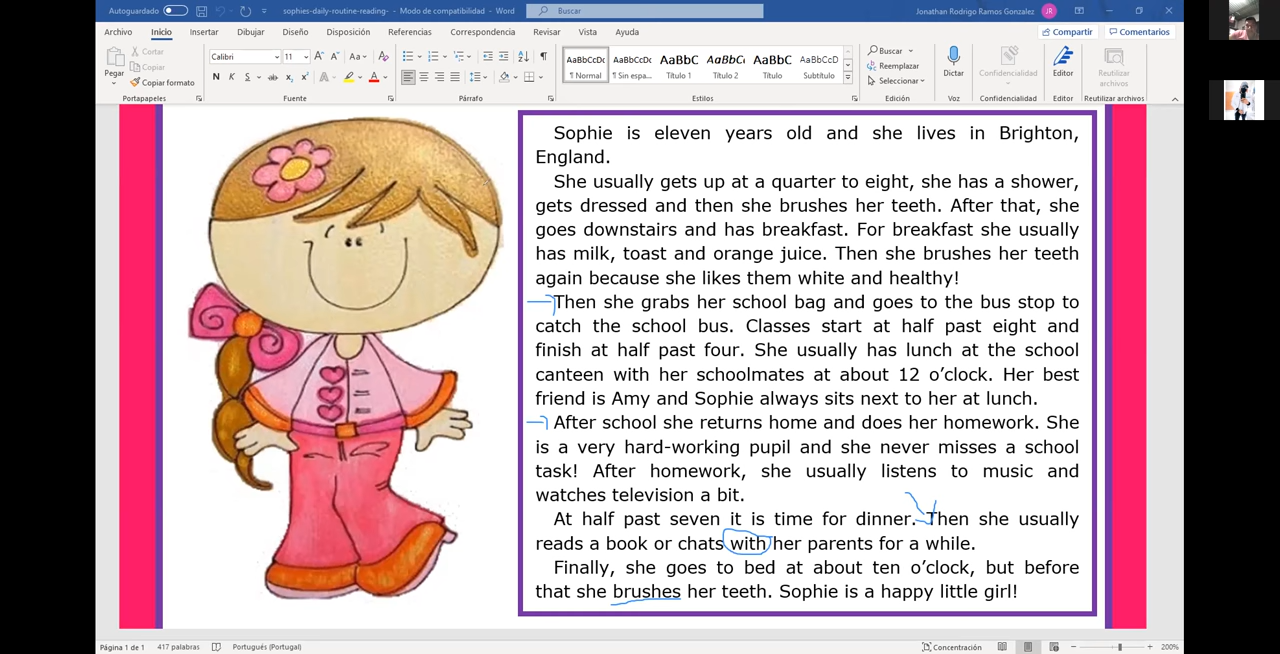 Autoguardado
sophies-daily-routine-reading- - Modo de compatibilidad - Word
Buscar
Jonathan Rodrigo Ramos Gonzalez
JR
Archivo Inicio Insertar Dibujar Diseño Disposición Referencias Correspondencia Revisar Vista Ayuda
Compartir Comentarios
Pegar
Cortar
Copiar
Copiar formato
Portapapeles
Calibri 11
Fuente
Párrafo
AaBbCcDc ¶ Normal
AaBbCcDc ¶ Sin espa...
AaBbC Título 1
AaBbCc Título 2
AaBbC Título
AaBbCcD Subtítulo
Estilos
Buscar
Reemplazar
Seleccionar
Edición
Dictar
Voz
Confidencialidad
Confidencialidad
Editor
Editor
Reutilizar archivos
Reutilizar archivos
Sophie is eleven years old and she lives in Brighton,
England.
She usually gets up at a quarter to eight, she has a shower,
gets dressed and then she brushes her teeth. After that, she
goes downstairs and has breakfast. For breakfast she usually
has milk, toast and orange juice. Then she brushes her teeth
again because she likes them white and healthy!
Then she grabs her school bag and goes to the bus stop to
catch the school bus. Classes start at half past eight and
finish at half past four. She usually has lunch at the school
canteen with her schoolmates at about 12 o’clock. Her best
friend is Amy and Sophie always sits next to her at lunch.
After school she returns home and does her homework. She
is a very hard-working pupil and she never misses a school
task! After homework, she usually listens to music and
watches television a bit.
At half past seven it is time for dinner. Then she usually
reads a book or chats with her parents for a while.
Finally, she goes to bed at about ten o’clock, but before
that she brushes her teeth. Sophie is a happy little girl!
Página 1 de 1 417 palabras Português (Portugal)
Concentración
200%